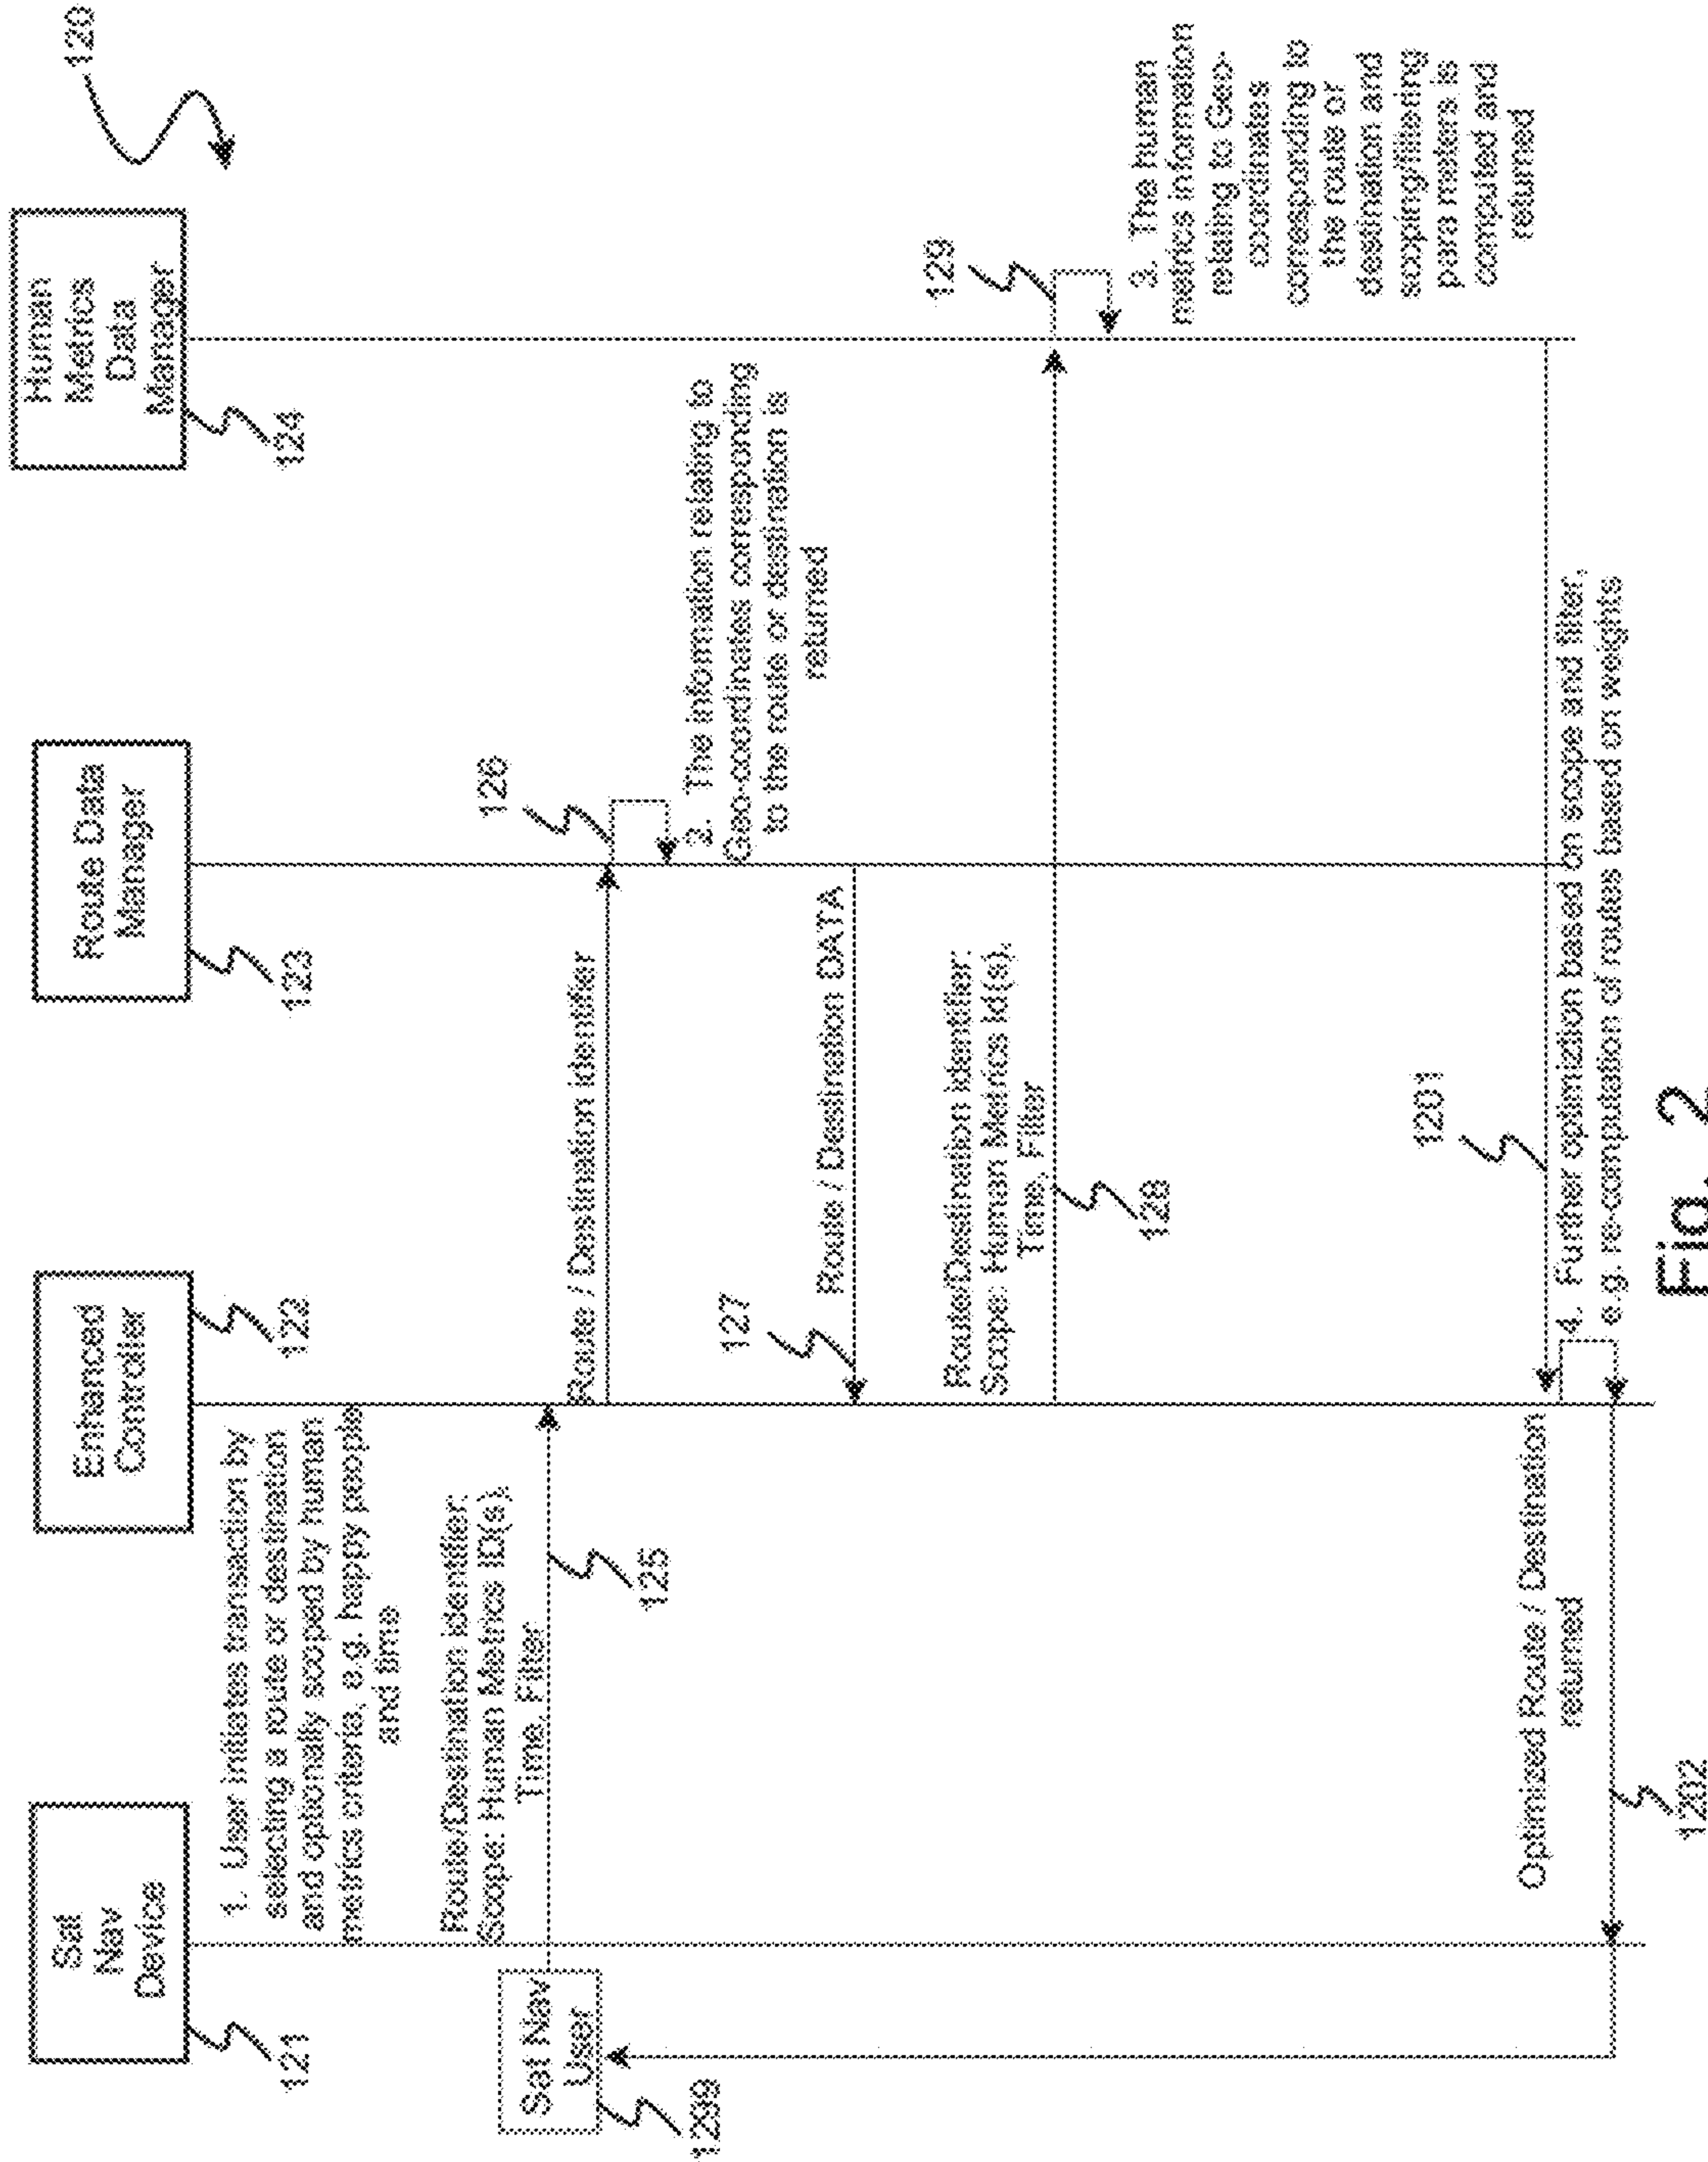 120
Sat
Nav
Device
121
Enhanced
Controller
122
Route Data
Manager
123
Human
Metrics
Data
Manager
124
1. User initiates transaction by
selecting a route or destination
and optionally scoped by human
metrics criteria, e.g. happy people
and time
Route/Destination identifier:
Scope: Human Metrics ID(s),
Time, Filter
125
Sat Nav
User
1299
Route / Destination identifier
126
2. The information relating to
Geo-coordinates corresponding
to the route or destination is
returned
127
Route / Destination DATA
Route/Destination identifier:
Scope: Human Metrics Id(s),
Time, Filter
128
129
3. The human
metrics information
relating to Geo-
coordinates
corresponding to
the route or
destination and
scoping/filtering
para meters is
computed and
returned
1201
4. Further optimiztion based on scope and filter,
e.g. re-computation of routes based on weights
Optimized Route / Destination
returned
1202
Fig. 2